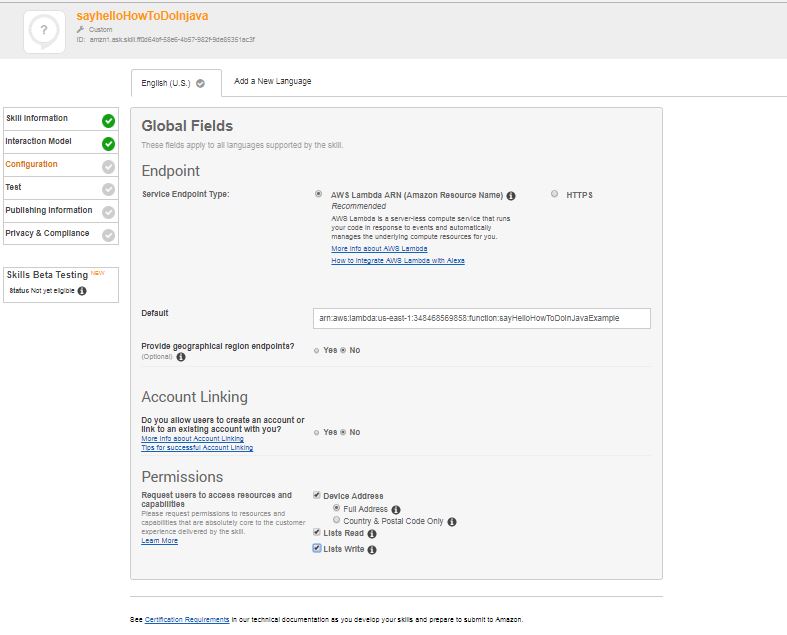 sayhelloHowToDoInjava
Custom
ID: amzn1.ask.skill.ff0d64bf-58e6-4b57-982f-9de85351ec3f
English (U.S.)
Add a New Language
Skill Information
Interaction Model
Configuration
Test
Publishing Information
Privacy & Compliance
Skills Beta Testing NEW
Status Not yet eligible
Global Fields
These fields apply to all languages supported by the skill.
Endpoint
Service Endpoint Type:
AWS Lambda ARN (Amazon Resource Name)
HTTPS
Recommended
AWS Lambda is a server-less compute service that runs
your code in response to events and automatically
manages the underlying compute resources for you.
More info about AWS Lambda
How to integrate AWS Lambda with Alexa
Default
arn:aws:lambda:us-east-1:348468569858:function:sayHelloHowToDoInJavaExample
Provide geographical region endpoints?
(Optional)
Yes No
Account Linking
Do you allow users to create an account or
link to an existing account with you?
Yes No
More info about Account Linking
Tips for successful Account Linking
Permissions
Request users to access resources and
capabilities
Please request permissions to resources and
capabilities that are absolutely core to the customer
experience delivered by the skill.
Learn More
Device Address
Full Address
Country & Postal Code Only
Lists Read
Lists Write
See Certification Requirements in our technical documentation as you develop your skills and prepare to submit to Amazon.